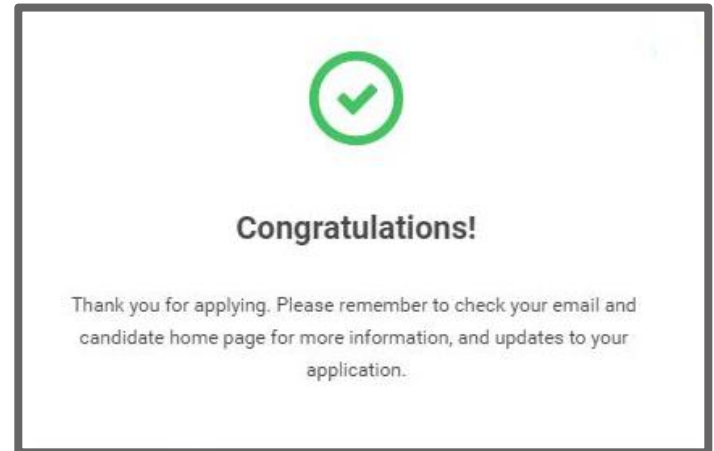 Congratulations!
Thank you for applying. Please remember to check your email and
candidate home page for more information, and updates to your
application.